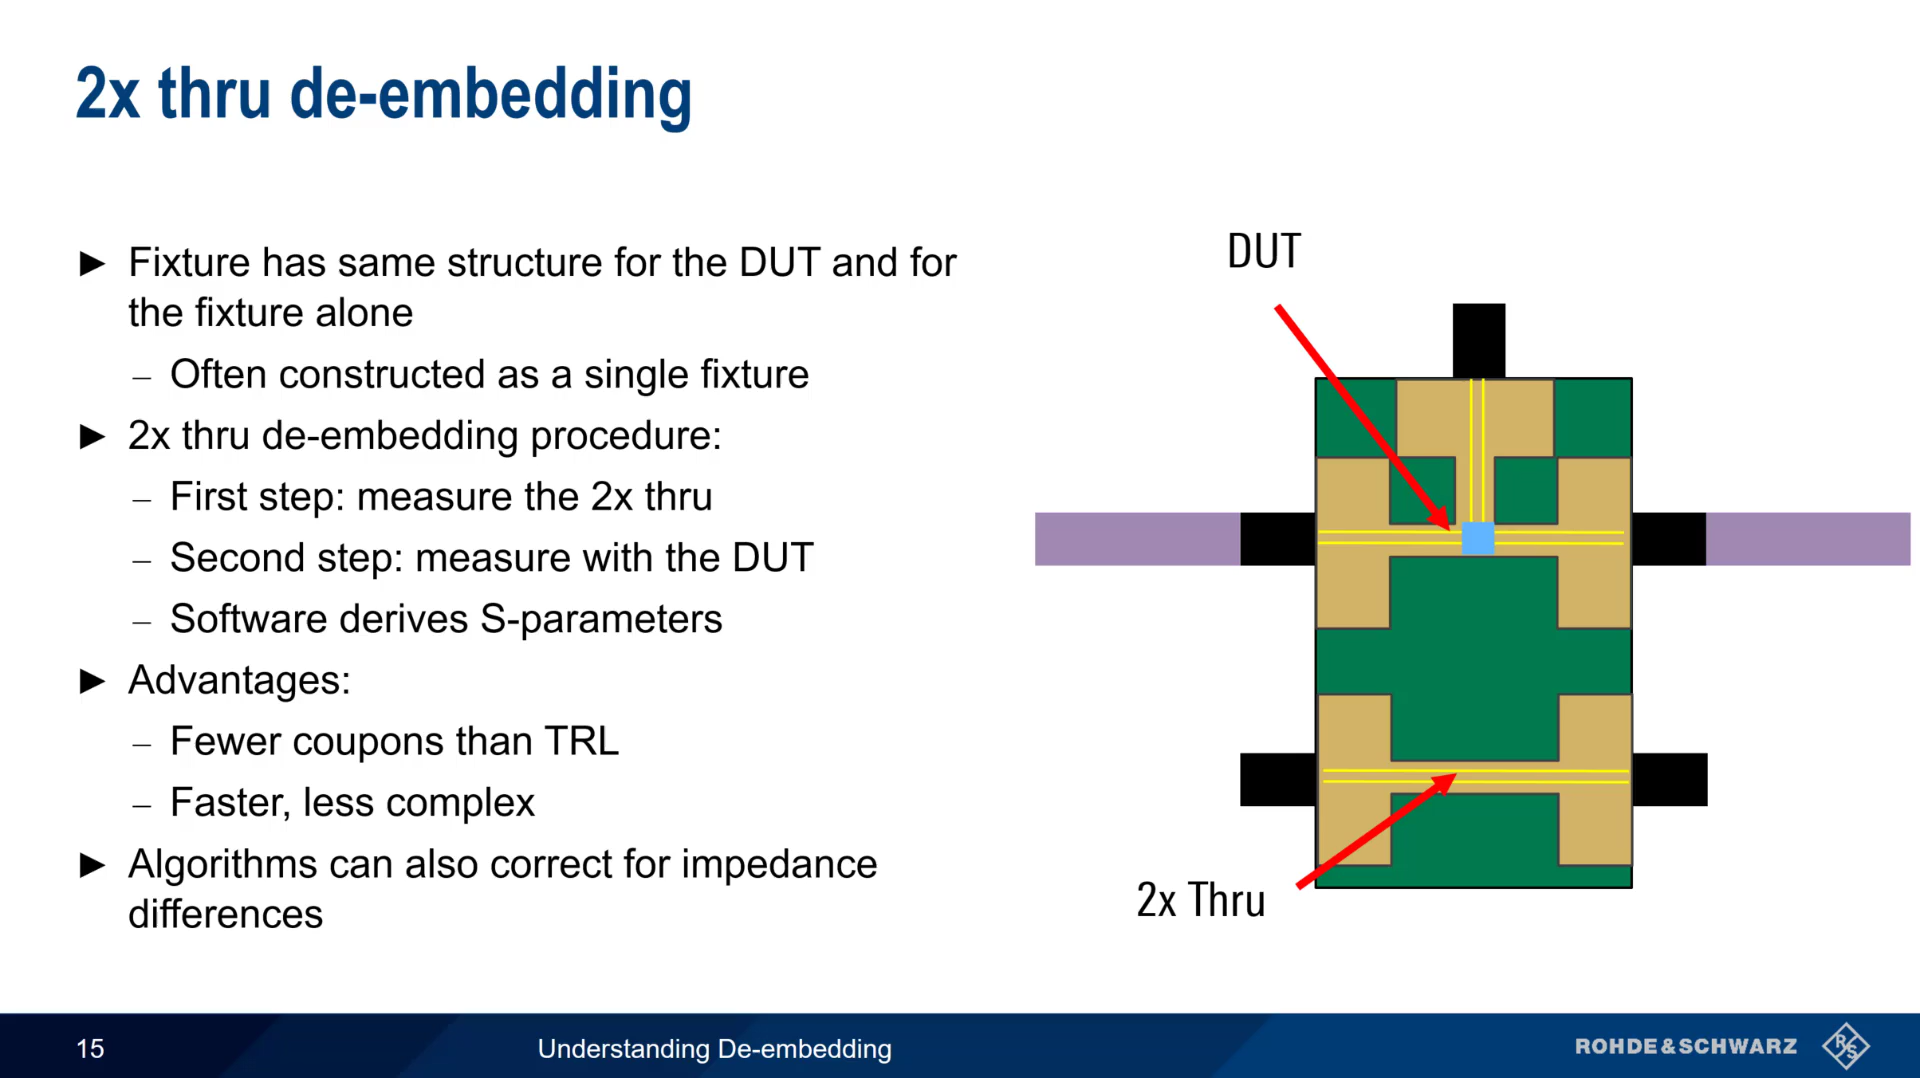 2x thru de-embedding
► Fixture has same structure for the DUT and for
the fixture alone
– Often constructed as a single fixture
► 2x thru de-embedding procedure:
– First step: measure the 2x thru
– Second step: measure with the DUT
– Software derives S-parameters
► Advantages:
– Fewer coupons than TRL
– Faster, less complex
► Algorithms can also correct for impedance
differences
DUT
2x Thru
15
Understanding De-embedding
ROHDE&SCHWARZ
R&S